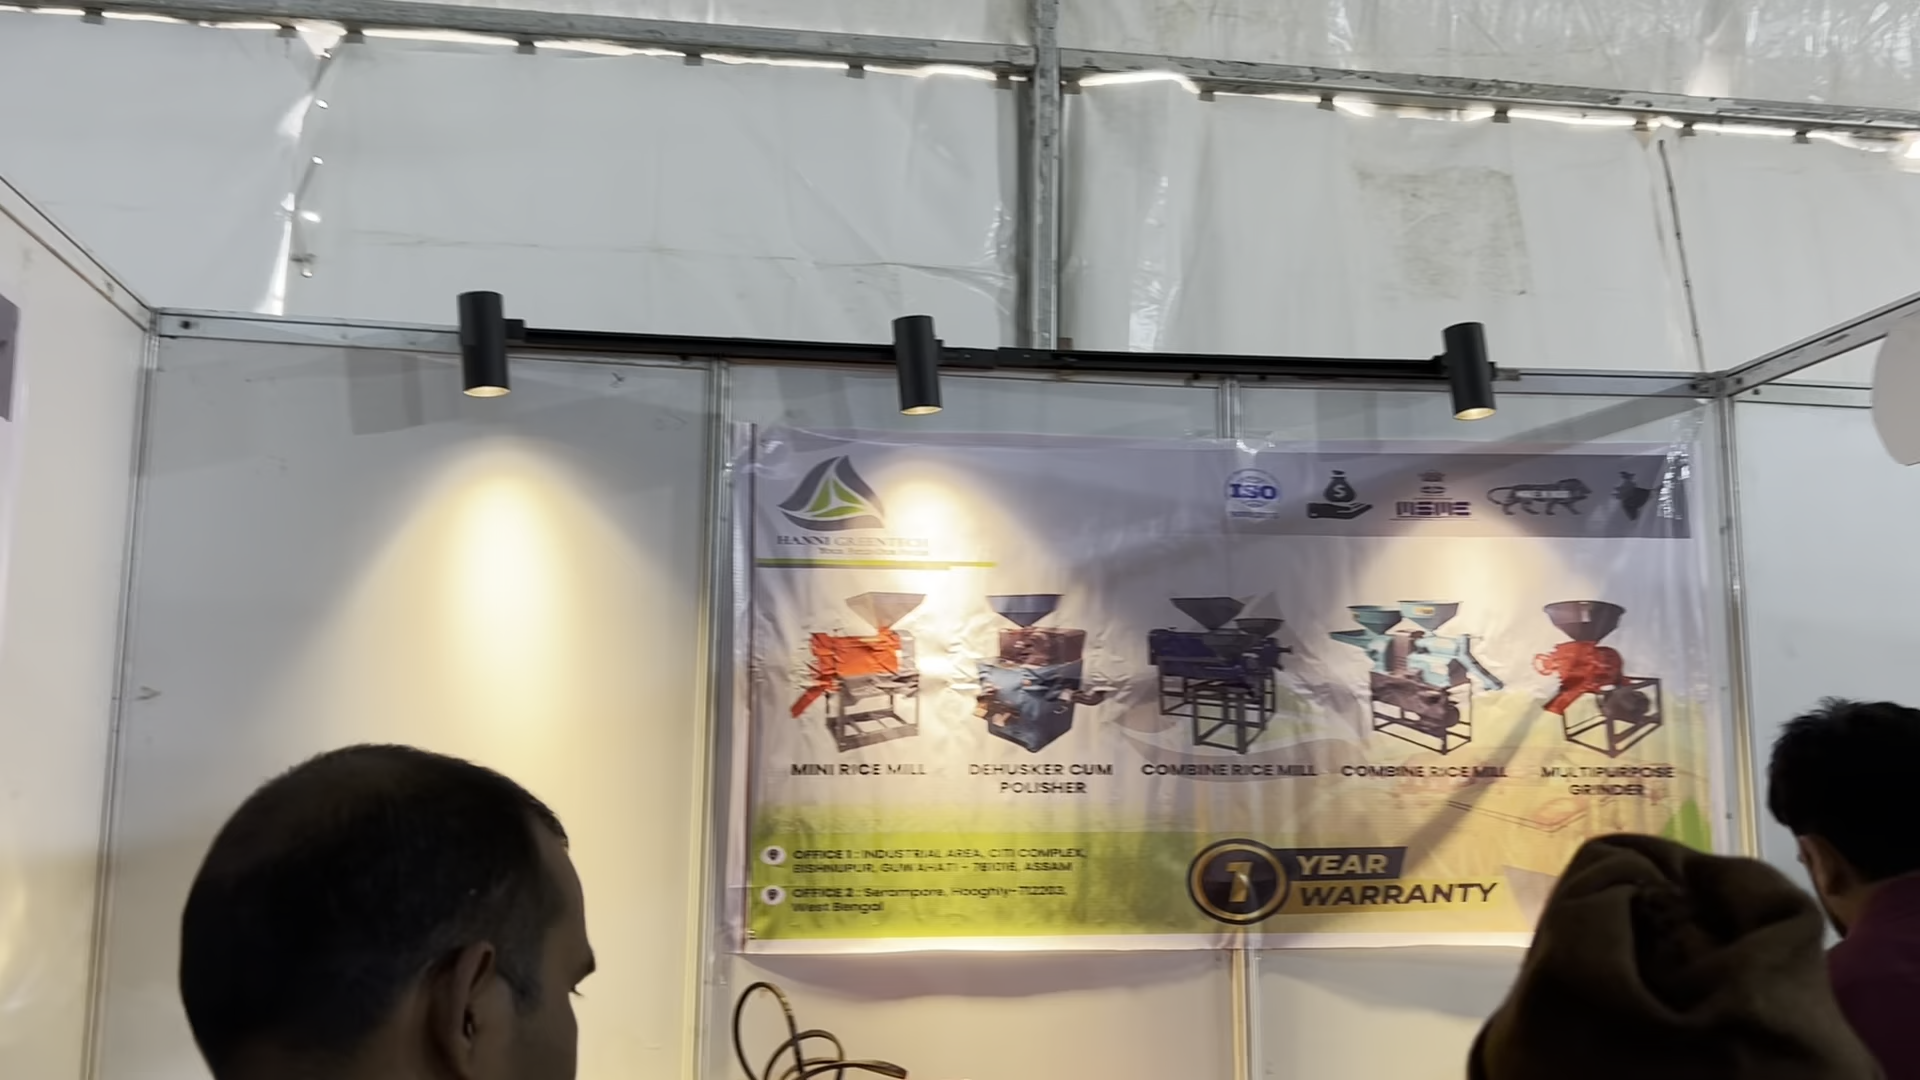 HANNI GREENTECH
ISO
MSME
MINI RICE MILL
DEHUSKER CUM
POLISHER
COMBINE RICE MILL
COMBINE RICE MILL
MULTIPURPOSE
GRINDER
OFFICE 1 : INDUSTRIAL AREA, CITI COMPLEX,
BISHNUPUR, GUWAHATI - 781016, ASSAM
OFFICE 2 : Serampore, Hooghly-712203,
West Bengal
1 YEAR
WARRANTY